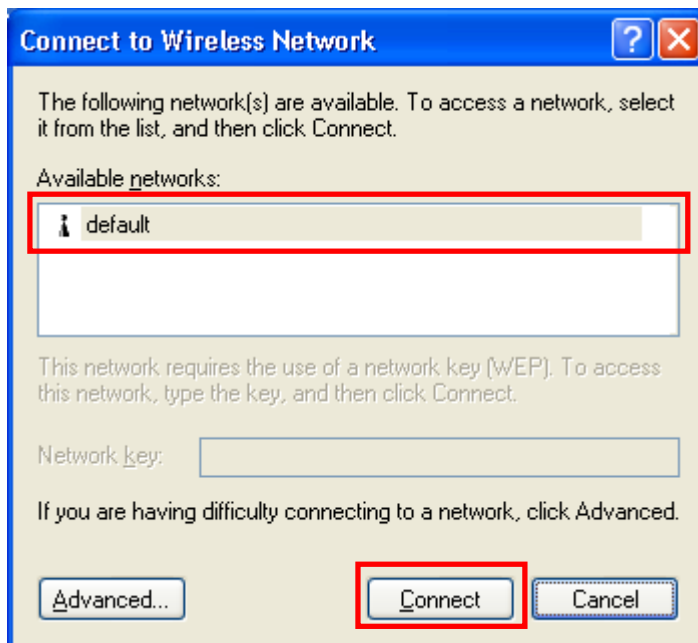 Connect to Wireless Network
The following network(s) are available. To access a network, select
it from the list, and then click Connect.
Available networks:
default
This network requires the use of a network key (WEP). To access
this network, type the key, and then click Connect.
Network key:
If you are having difficulty connecting to a network, click Advanced.
Advanced... Connect Cancel